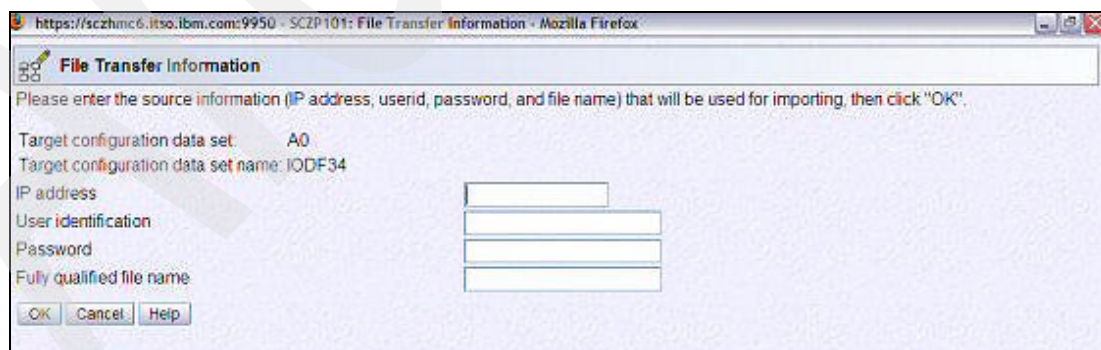 https://sczhmc6.itso.ibm.com:9950 - SCZP101: File Transfer Information - Mozilla Firefox
File Transfer Information
Please enter the source information (IP address, userid, password, and file name) that will be used for importing, then click "OK".
Target configuration data set: A0
Target configuration data set name: IODF34
IP address
User identification
Password
Fully qualified file name
OK Cancel Help